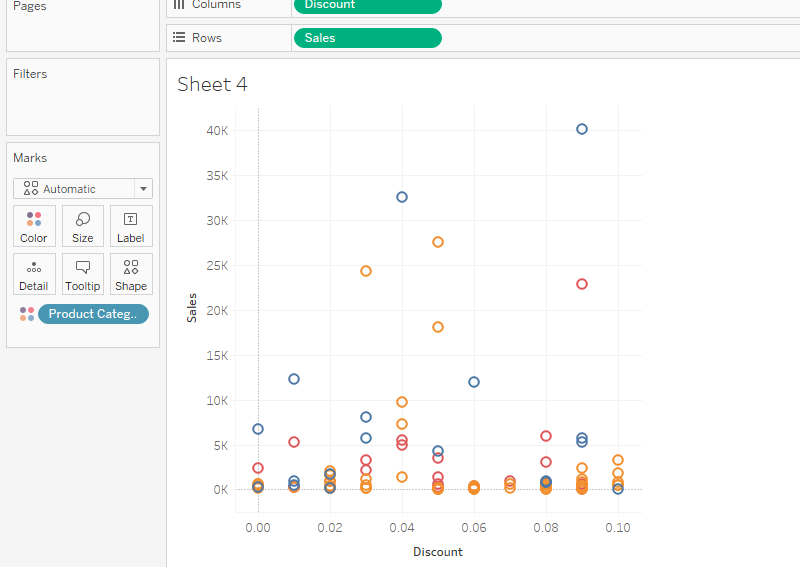 Pages
Columns
Discount
Rows
Sales
Filters
Sheet 4
Marks
Automatic
Color
Size
Label
Detail
Tooltip
Shape
Product Categ..
Sales
40K
35K
30K
25K
20K
15K
10K
5K
0K
0.00
0.02
0.04
0.06
0.08
0.10
Discount